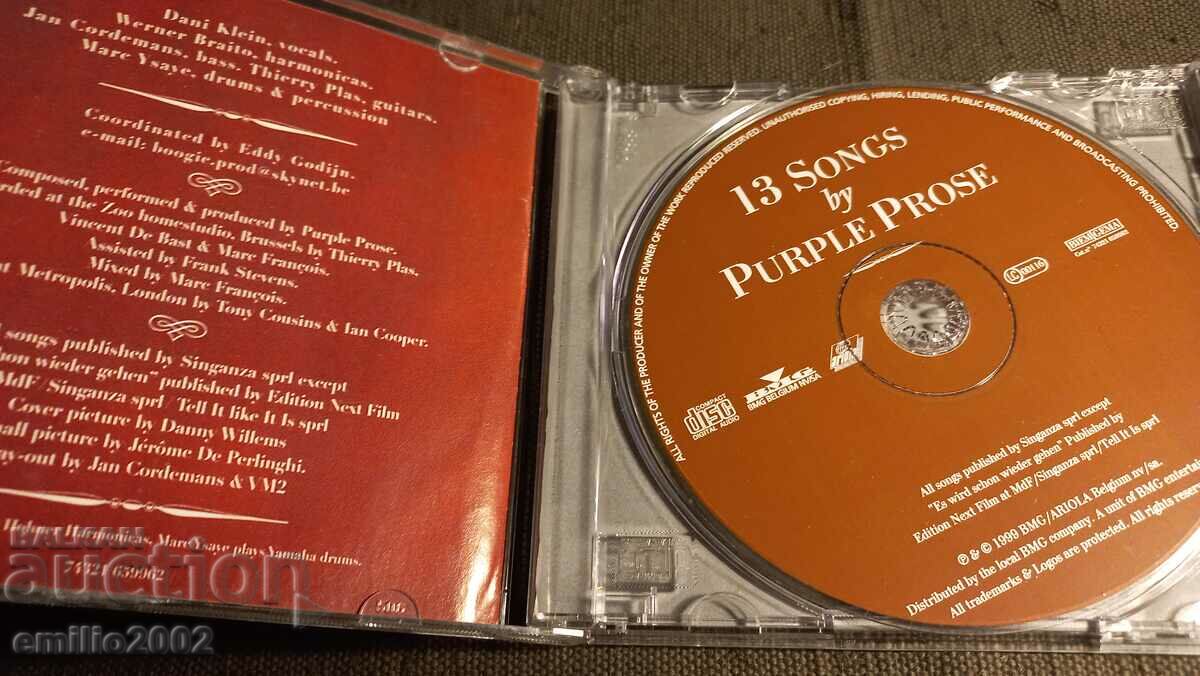 Dani Klein, vocals.
Werner Braito, harmonicas.
Jan Cordemans, bass. Thierry Plas, guitars.
Marc Ysaye, drums & percussion
Coordinated by Eddy Godijn.
e-mail: boogie-prod@skynet.be
Composed, performed & produced by Purple Prose.
rded at the Zoo homestudio, Brussels by Thierry Plas.
Vincent De Bast & Marc François.
Assisted by Frank Stevens.
Mixed by Marc François.
t Metropolis, London by Tony Cousins & Ian Cooper.
songs published by Singanza sprl except
hon wieder gehen" published by Edition Next Film
MdF/Singanza sprl/Tell It like It Is sprl
Cover picture by Danny Willems
all picture by Jérôme De Perlinghi.
ay-out by Jan Cordemans & VM2
Harmonicas. Marc Ysaye plays Yamaha drums.
74321 659902
BALKAN
auction
emilio2002
ALL RIGHTS OF THE PRODUCER AND OF THE OWNER OF THE WORK REPRODUCED RESERVED. UNAUTHORISED COPYING, HIRING, LENDING, PUBLIC PERFORMANCE AND BROADCASTING PROHIBITED.
13 SONGS
by
PURPLE PROSE
BIEM/GEMA
LC 00116
ARIOLA
BMG
BMG BELGIUM NV/SA
COMPACT
disc
DIGITAL AUDIO
All songs published by Singanza sprl except
"Es wird schon wieder gehen" Published by
Edition Next Film at MdF/Singanza sprl/Tell It Is sprl
℗ & © 1999 BMG/ARIOLA Belgium nv/sa.
Distributed by the local BMG company. A unit of BMG enterta
All trademarks & Logos are protected. All rights reserve